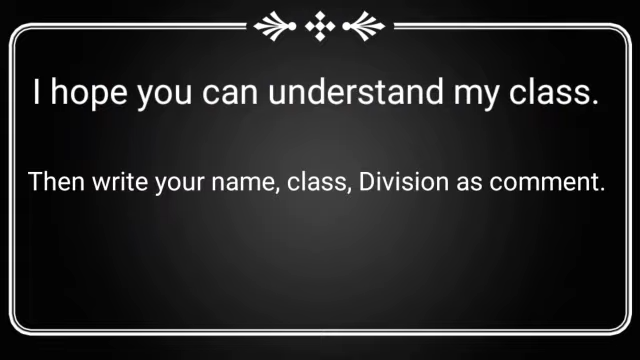 I hope you can understand my class.
Then write your name, class, Division as comment.